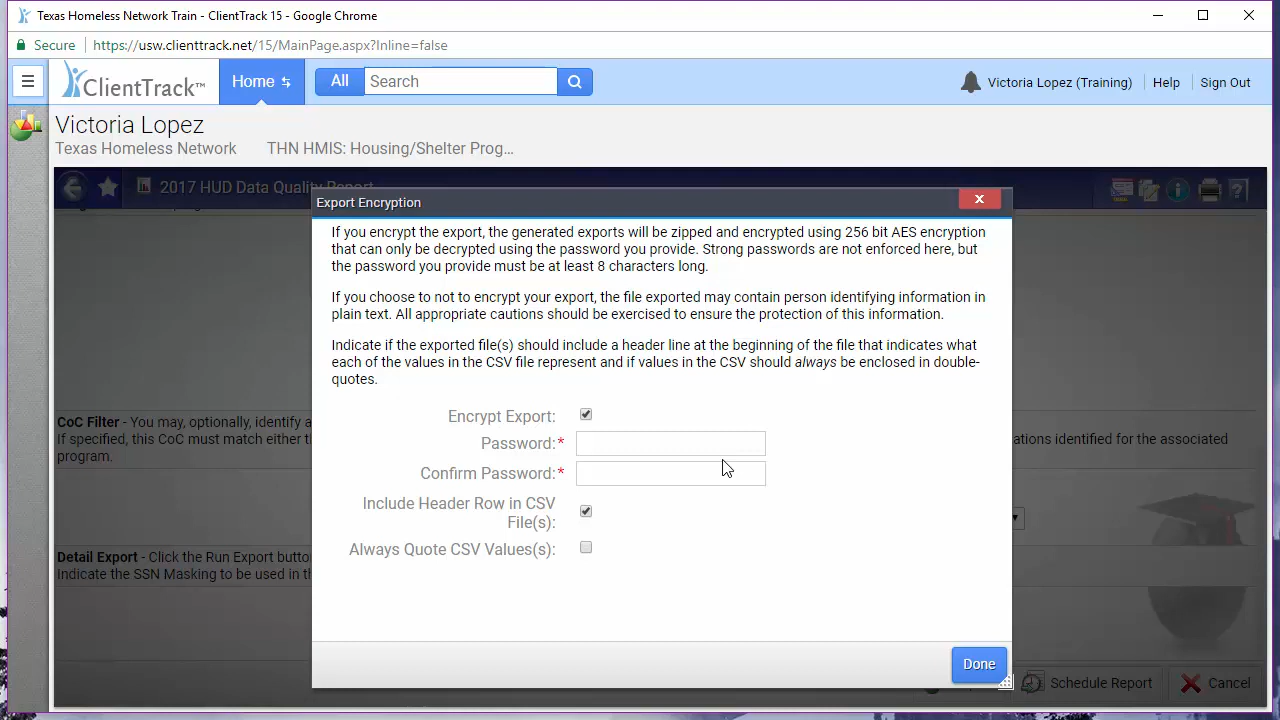 Texas Homeless Network Train - ClientTrack 15 - Google Chrome
Secure https://usw.clienttrack.net/15/MainPage.aspx?Inline=false
ClientTrack™ Home All Search Victoria Lopez (Training) Help Sign Out
Victoria Lopez
Texas Homeless Network THN HMIS: Housing/Shelter Prog...
2017 HUD Data Quality Report
Export Encryption
If you encrypt the export, the generated exports will be zipped and encrypted using 256 bit AES encryption
that can only be decrypted using the password you provide. Strong passwords are not enforced here, but
the password you provide must be at least 8 characters long.
If you choose to not to encrypt your export, the file exported may contain person identifying information in
plain text. All appropriate cautions should be exercised to ensure the protection of this information.
Indicate if the exported file(s) should include a header line at the beginning of the file that indicates what
each of the values in the CSV file represent and if values in the CSV should always be enclosed in double-
quotes.
Encrypt Export:
CoC Filter - You may, optionally, identify a
If specified, this CoC must match either t
ations identified for the associated
program.
Password:*
Confirm Password:*
Include Header Row in CSV
File(s):
Always Quote CSV Values(s):
Detail Export - Click the Run Export butto
Indicate the SSN Masking to be used in th
Done
Schedule Report Cancel